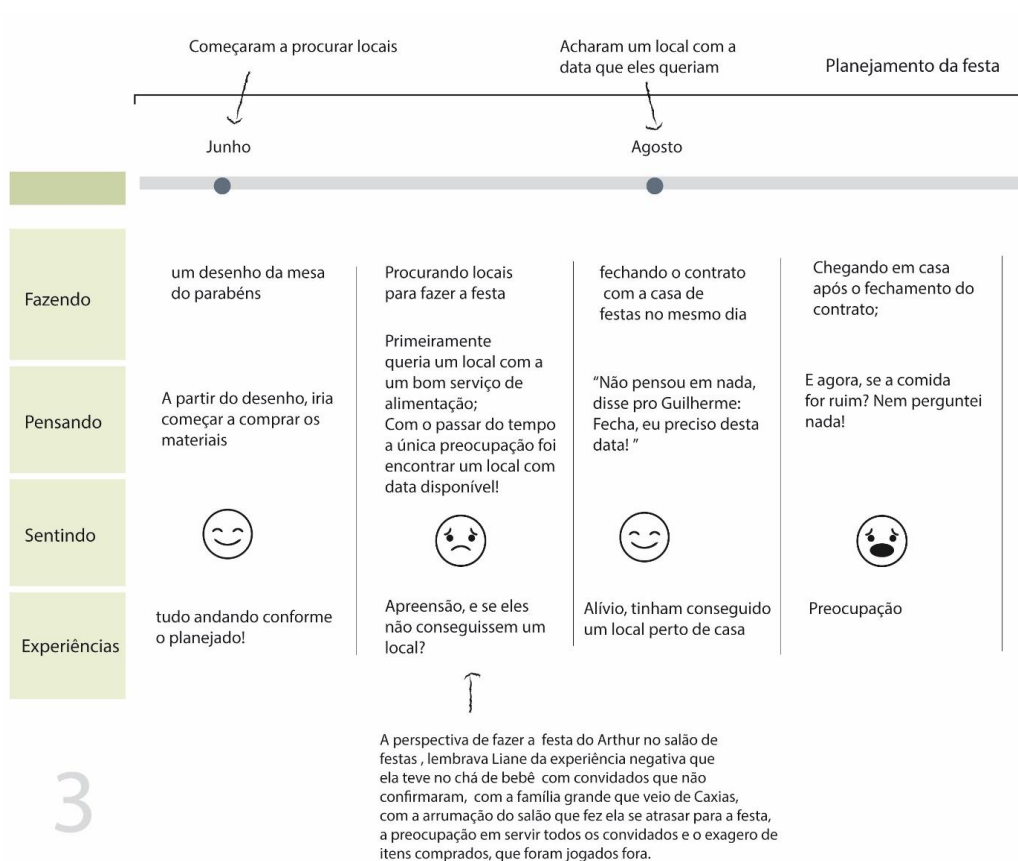 Começaram a procurar locais
Acharam um local com a
data que eles queriam
Planejamento da festa
Junho
Agosto
Fazendo
um desenho da mesa
do parabéns
Procurando locais
para fazer a festa
fechando o contrato
com a casa de
festas no mesmo dia
Chegando em casa
após o fechamento do
contrato;
Pensando
A partir do desenho, iria
começar a comprar os
materiais
Primeiramente
queria um local com a
um bom serviço de
alimentação;
Com o passar do tempo
a única preocupação foi
encontrar um local com
data disponível!
“Não pensou em nada,
disse pro Guilherme:
Fecha, eu preciso desta
data! ”
E agora, se a comida
for ruim? Nem perguntei
nada!
Sentindo
Experiências
tudo andando conforme
o planejado!
Apreensão, e se eles
não conseguissem um
local?
Alívio, tinham conseguido
um local perto de casa
Preocupação
A perspectiva de fazer a festa do Arthur no salão de
festas , lembrava Liane da experiência negativa que
ela teve no chá de bebê com convidados que não
confirmaram, com a família grande que veio de Caxias,
com a arrumação do salão que fez ela se atrasar para a festa,
a preocupação em servir todos os convidados e o exagero de
itens comprados, que foram jogados fora.
3